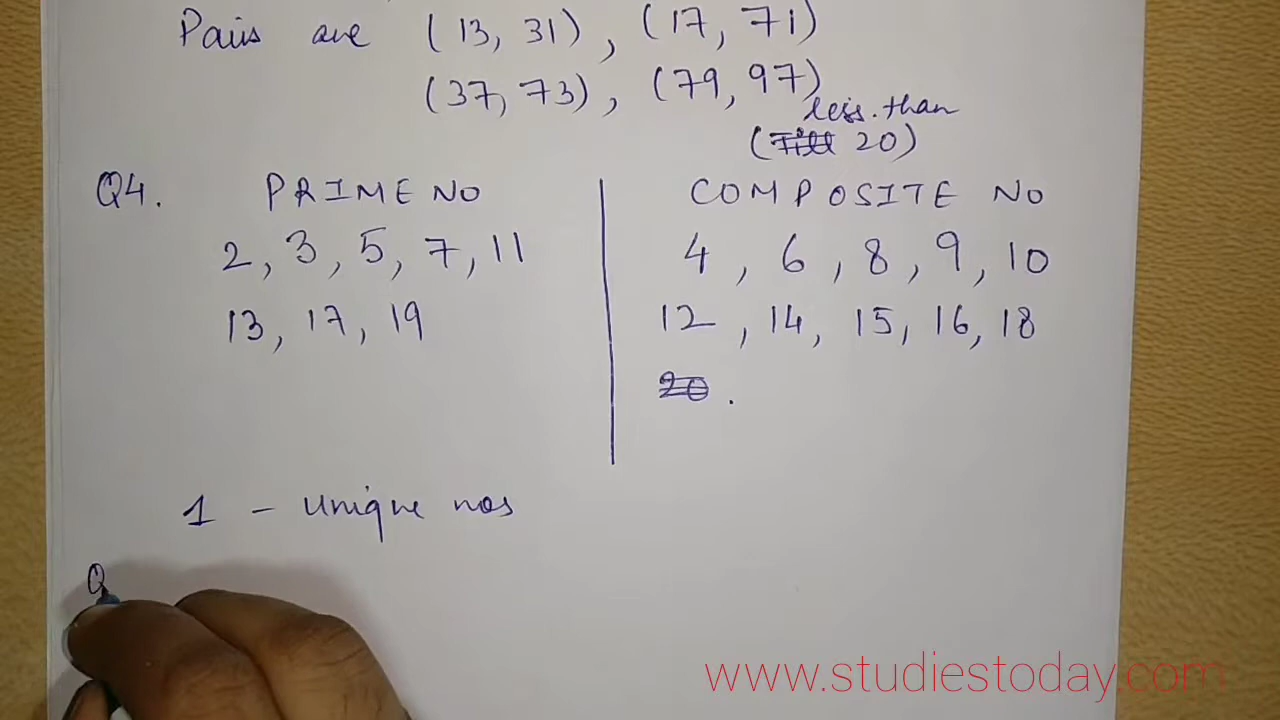 Pairs are (13, 31), (17, 71)
(37, 73), (79, 97)
less than
(Till 20)
Q4. PRIME NO COMPOSITE NO
2, 3, 5, 7, 11 4, 6, 8, 9, 10
13, 17, 19 12, 14, 15, 16, 18
20.
1 - Unique nos
Q
www.studiestoday.com